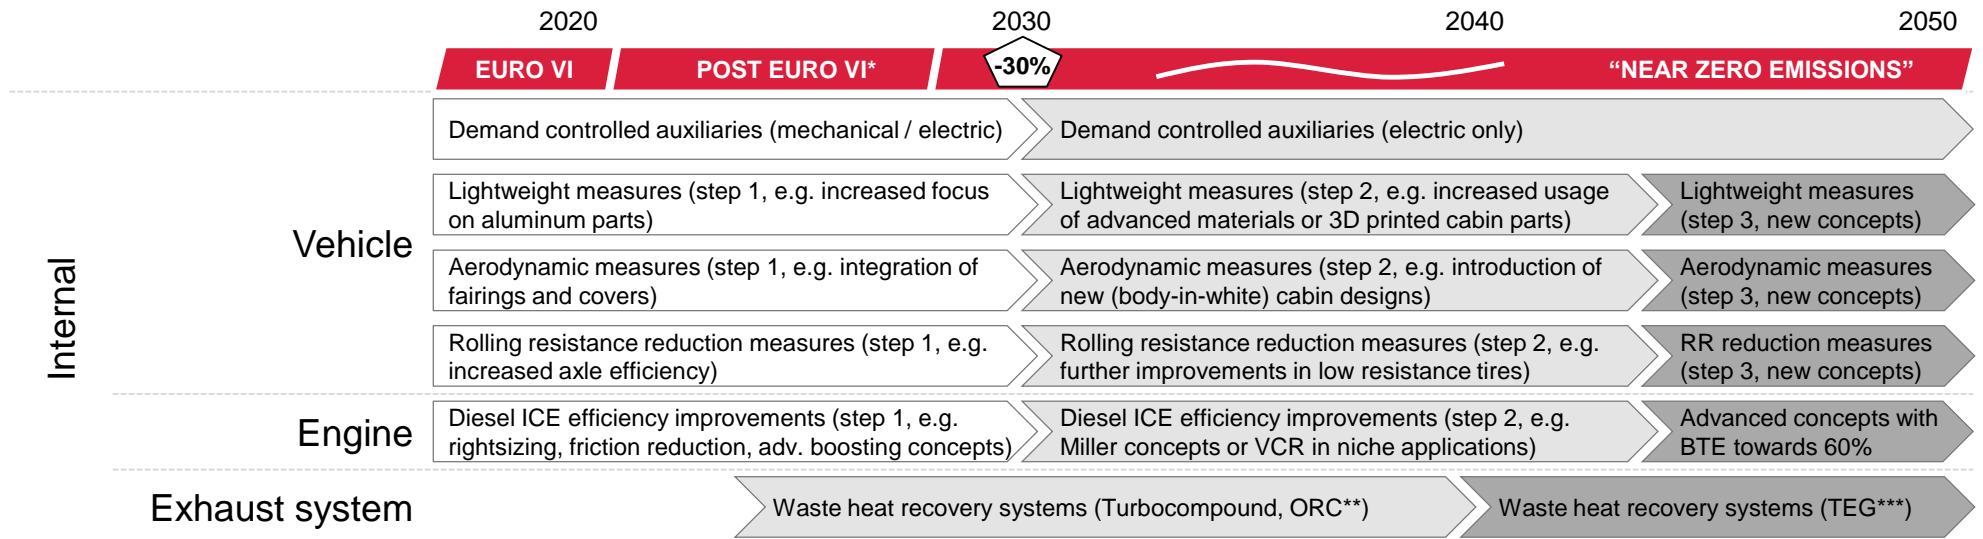 2020 2030 2040 2050
EURO VI POST EURO VI* -30% “NEAR ZERO EMISSIONS”
Internal
Vehicle
Demand controlled auxiliaries (mechanical / electric)
Demand controlled auxiliaries (electric only)
Lightweight measures (step 1, e.g. increased focus
on aluminum parts)
Lightweight measures (step 2, e.g. increased usage
of advanced materials or 3D printed cabin parts)
Lightweight measures
(step 3, new concepts)
Aerodynamic measures (step 1, e.g. integration of
fairings and covers)
Aerodynamic measures (step 2, e.g. introduction of
new (body-in-white) cabin designs)
Aerodynamic measures
(step 3, new concepts)
Rolling resistance reduction measures (step 1, e.g.
increased axle efficiency)
Rolling resistance reduction measures (step 2, e.g.
further improvements in low resistance tires)
RR reduction measures
(step 3, new concepts)
Engine
Diesel ICE efficiency improvements (step 1, e.g.
rightsizing, friction reduction, adv. boosting concepts)
Diesel ICE efficiency improvements (step 2, e.g.
Miller concepts or VCR in niche applications)
Advanced concepts with
BTE towards 60%
Exhaust system
Waste heat recovery systems (Turbocompound, ORC**)
Waste heat recovery systems (TEG***)